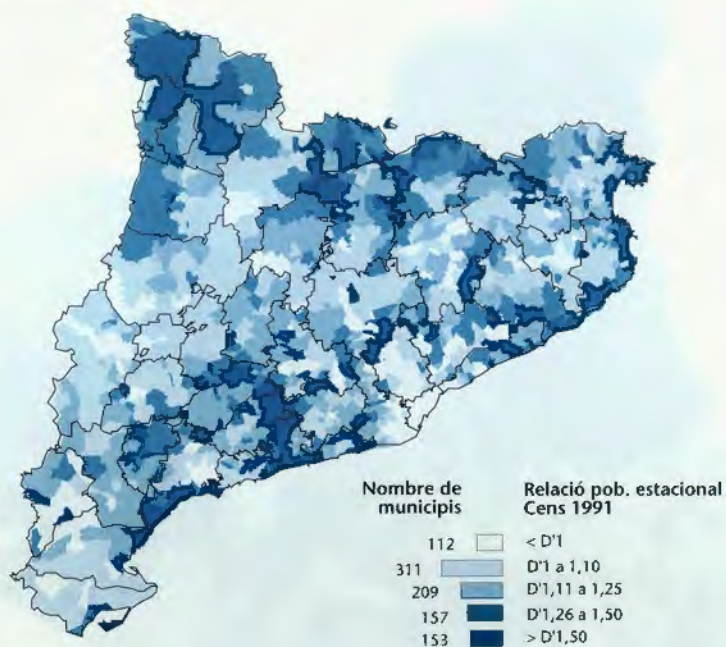 Nombre de municipis
Relació pob. estacional Cens 1991
112 < D'1
311 D'1 a 1,10
209 D'1,11 a 1,25
157 D'1,26 a 1,50
153 > D'1,50